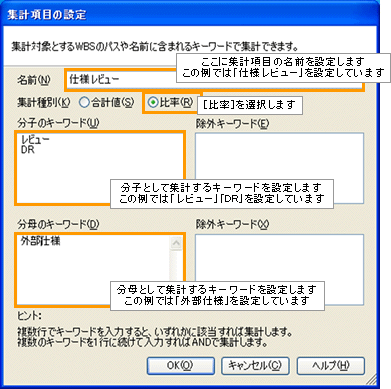 集計項目の設定
集計対象とするWBSのパスや名前に含まれるキーワードで集計できます。
ここに集計項目の名前を設定します
この例では「仕様レビュー」を設定しています
名前(N)
仕様レビュー
集計種別(K)
合計値(S)
比率(R)
[比率]を選択します
分子のキーワード(U)
除外キーワード(E)
レビュー
DR
分子として集計するキーワードを設定します
この例では「レビュー」「DR」を設定しています
分母のキーワード(D)
除外キーワード(X)
外部仕様
分母として集計するキーワードを設定します
この例では「外部仕様」を設定しています
ヒント:
複数行でキーワードを入力すると、いずれかに該当すれば集計します。
複数のキーワードを1行に続けて入力すればANDで集計します。
OK(O)
キャンセル(C)
ヘルプ(H)